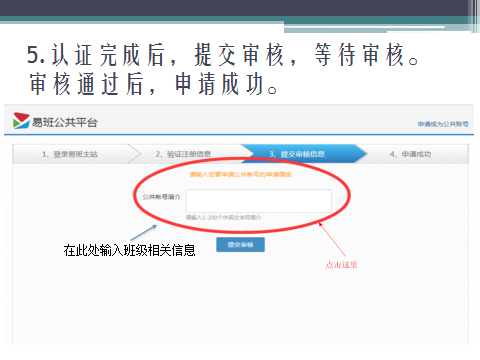 5.认证完成后，提交审核，等待审核。
审核通过后，申请成功。
易班公共平台
申请成为公共账号
1、登录易班主站
2、验证注册信息
3、提交审核信息
4、申请成功
请输入您要申请公共账号的申请理由
公共帐号简介
请输入1-200个中英文字符简介
在此处输入班级相关信息
提交审核
点击这里